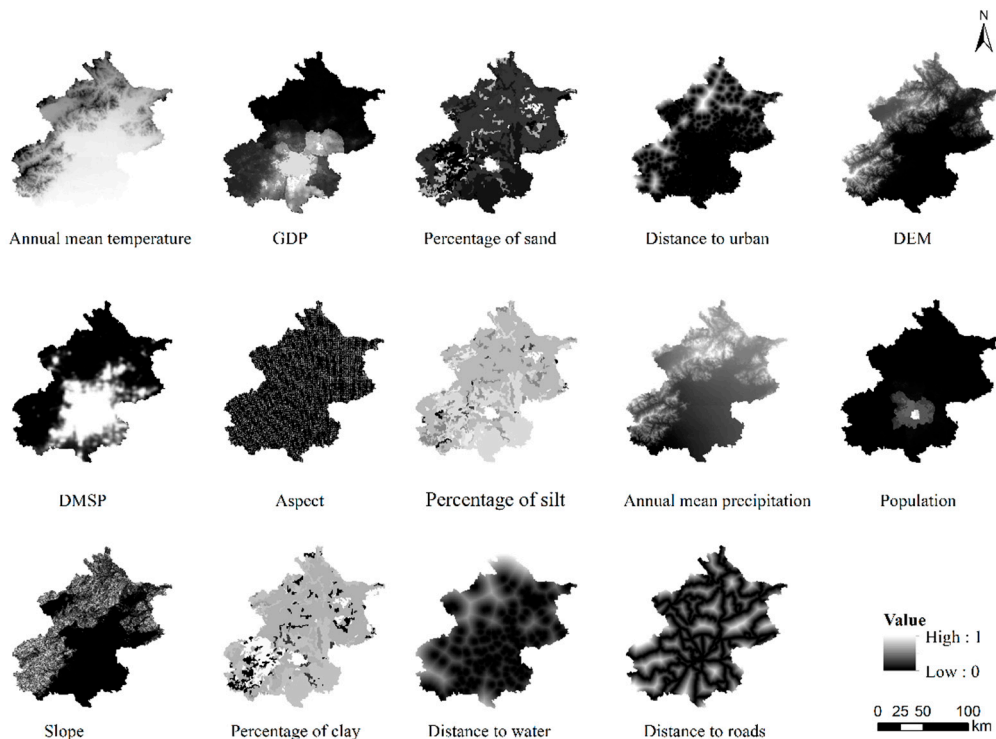 N
Annual mean temperature
GDP
Percentage of sand
Distance to urban
DEM
DMSP
Aspect
Percentage of silt
Annual mean precipitation
Population
Slope
Percentage of clay
Distance to water
Distance to roads
Value
High : 1
Low : 0
0 25 50 100
km